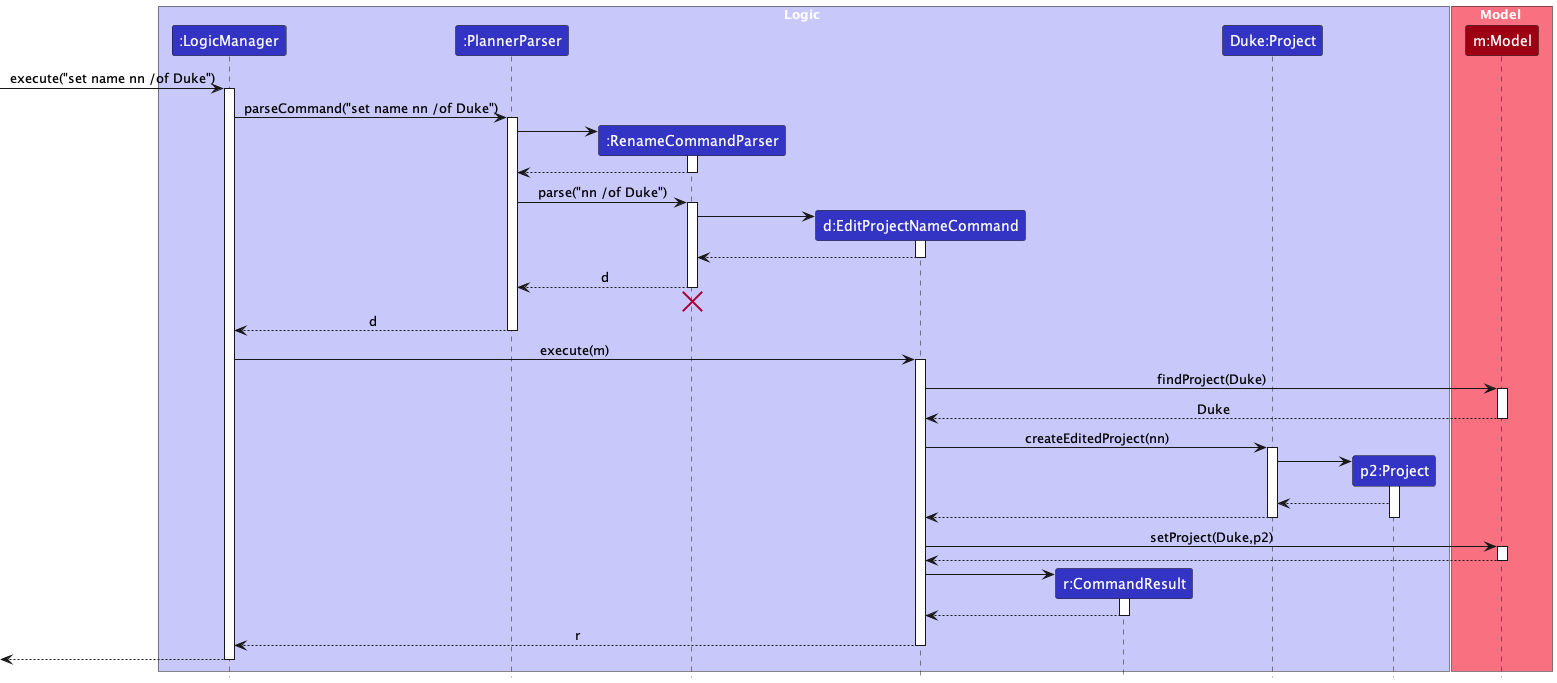 Logic
Model
:LogicManager
:PlannerParser
Duke:Project
m:Model
execute("set name nn /of Duke")
parseCommand("set name nn /of Duke")
:RenameCommandParser
parse("nn /of Duke")
d:EditProjectNameCommand
d
d
execute(m)
findProject(Duke)
Duke
createEditedProject(nn)
p2:Project
setProject(Duke,p2)
r:CommandResult
r